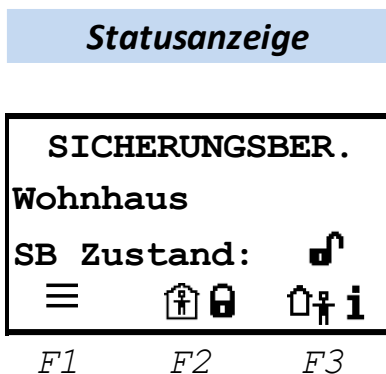 Statusanzeige
SICHERUNGSBER.
Wohnhaus
SB Zustand:
i
F1 F2 F3